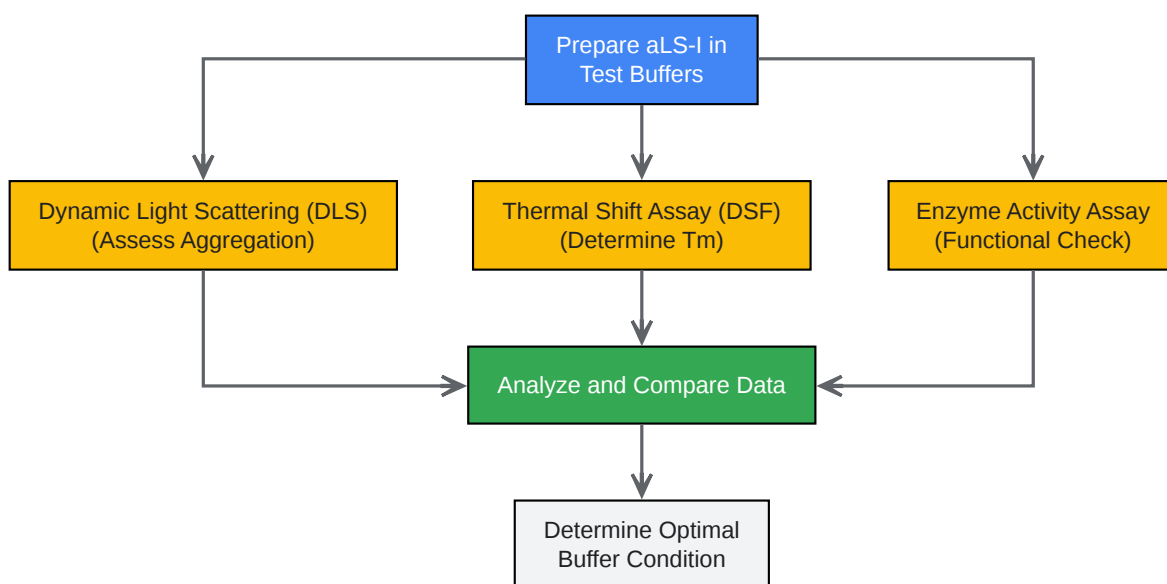 Prepare aLS-I in
Test Buffers
Dynamic Light Scattering (DLS)
(Assess Aggregation)
Thermal Shift Assay (DSF)
(Determine Tm)
Enzyme Activity Assay
(Functional Check)
Analyze and Compare Data
Determine Optimal
Buffer Condition